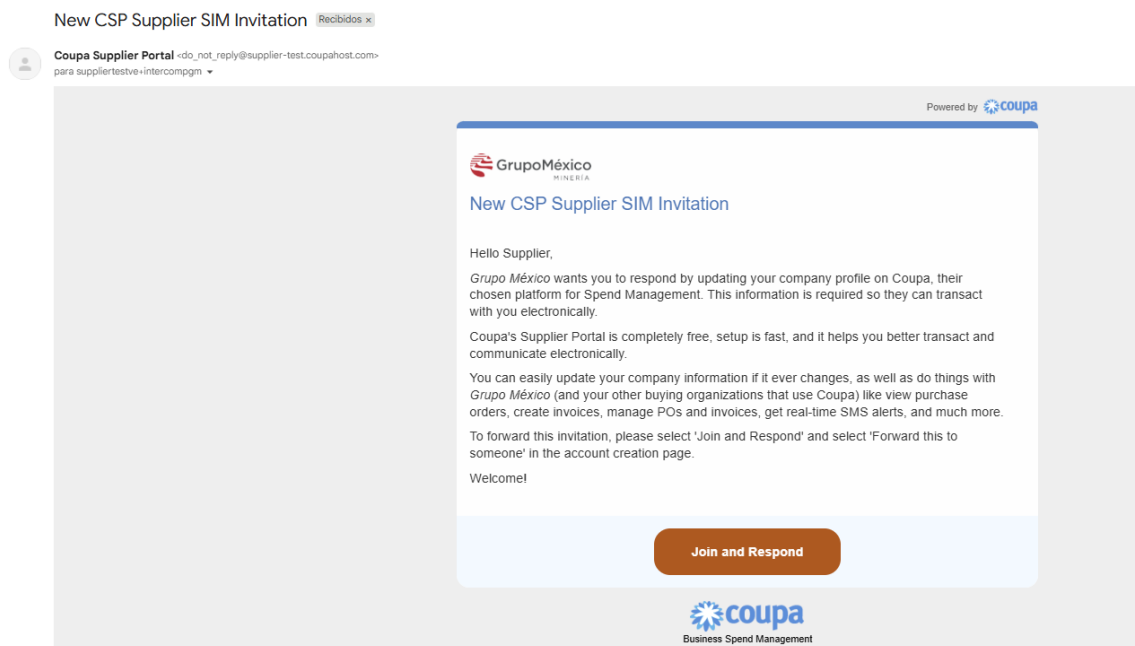 New CSP Supplier SIM Invitation Recibidos ×
Coupa Supplier Portal <do_not_reply@supplier-test.coupahost.com>
para suppliertestve+intercompgm
Powered by coupa
GrupoMéxico
MINERÍA
New CSP Supplier SIM Invitation
Hello Supplier,
Grupo México wants you to respond by updating your company profile on Coupa, their
chosen platform for Spend Management. This information is required so they can transact
with you electronically.
Coupa's Supplier Portal is completely free, setup is fast, and it helps you better transact and
communicate electronically.
You can easily update your company information if it ever changes, as well as do things with
Grupo México (and your other buying organizations that use Coupa) like view purchase
orders, create invoices, manage POs and invoices, get real-time SMS alerts, and much more.
To forward this invitation, please select 'Join and Respond' and select 'Forward this to
someone' in the account creation page.
Welcome!
Join and Respond
coupa
Business Spend Management